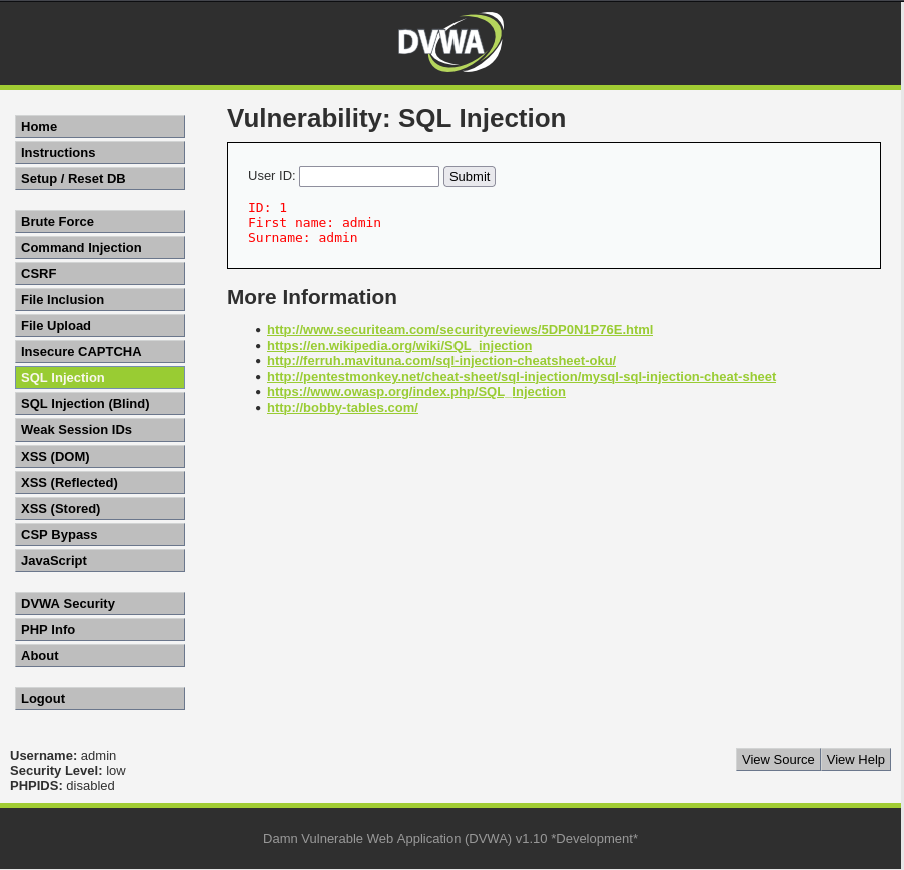 DVWA
Vulnerability: SQL Injection
Home
Instructions
Setup / Reset DB
Brute Force
Command Injection
CSRF
File Inclusion
File Upload
Insecure CAPTCHA
SQL Injection
SQL Injection (Blind)
Weak Session IDs
XSS (DOM)
XSS (Reflected)
XSS (Stored)
CSP Bypass
JavaScript
DVWA Security
PHP Info
About
Logout
User ID: Submit
ID: 1
First name: admin
Surname: admin
More Information
• http://www.securiteam.com/securityreviews/5DP0N1P76E.html
• https://en.wikipedia.org/wiki/SQL_injection
• http://ferruh.mavituna.com/sql-injection-cheatsheet-oku/
• http://pentestmonkey.net/cheat-sheet/sql-injection/mysql-sql-injection-cheat-sheet
• https://www.owasp.org/index.php/SQL_Injection
• http://bobby-tables.com/
Username: admin
Security Level: low
PHPIDS: disabled
View Source View Help
Damn Vulnerable Web Application (DVWA) v1.10 *Development*